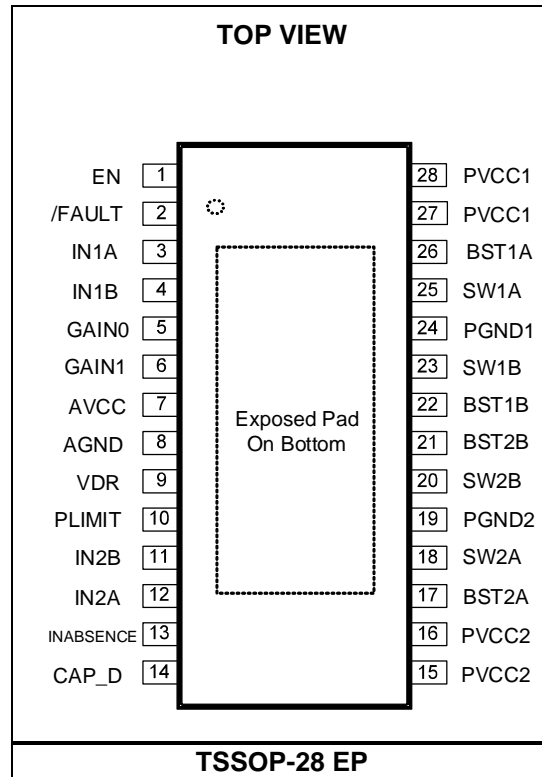 TOP VIEW
EN 1 28 PVCC1
/FAULT 2 27 PVCC1
IN1A 3 26 BST1A
IN1B 4 25 SW1A
GAIN0 5 24 PGND1
GAIN1 6 23 SW1B
AVCC 7 22 BST1B
AGND 8 21 BST2B
VDR 9 20 SW2B
PLIMIT 10 19 PGND2
IN2B 11 18 SW2A
IN2A 12 17 BST2A
INABSENCE 13 16 PVCC2
CAP_D 14 15 PVCC2
Exposed Pad
On Bottom
TSSOP-28 EP